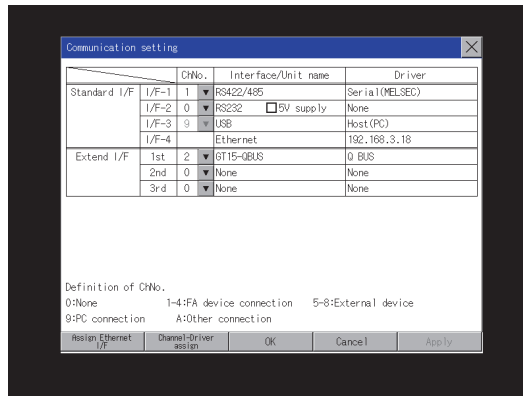 Communication setting
ChNo. Interface/Unit name Driver
Standard I/F I/F-1 1 RS422/485 Serial(MELSEC)
I/F-2 0 RS232 5V supply None
I/F-3 9 USB Host(PC)
I/F-4 Ethernet 192.168.3.18
Extend I/F 1st 2 GT15-QBUS Q BUS
2nd 0 None None
3rd 0 None None
Definition of ChNo.
0:None 1-4:FA device connection 5-8:External device
9:PC connection A:Other connection
Assign Ethernet I/F Channel-Driver assign OK Cancel Apply